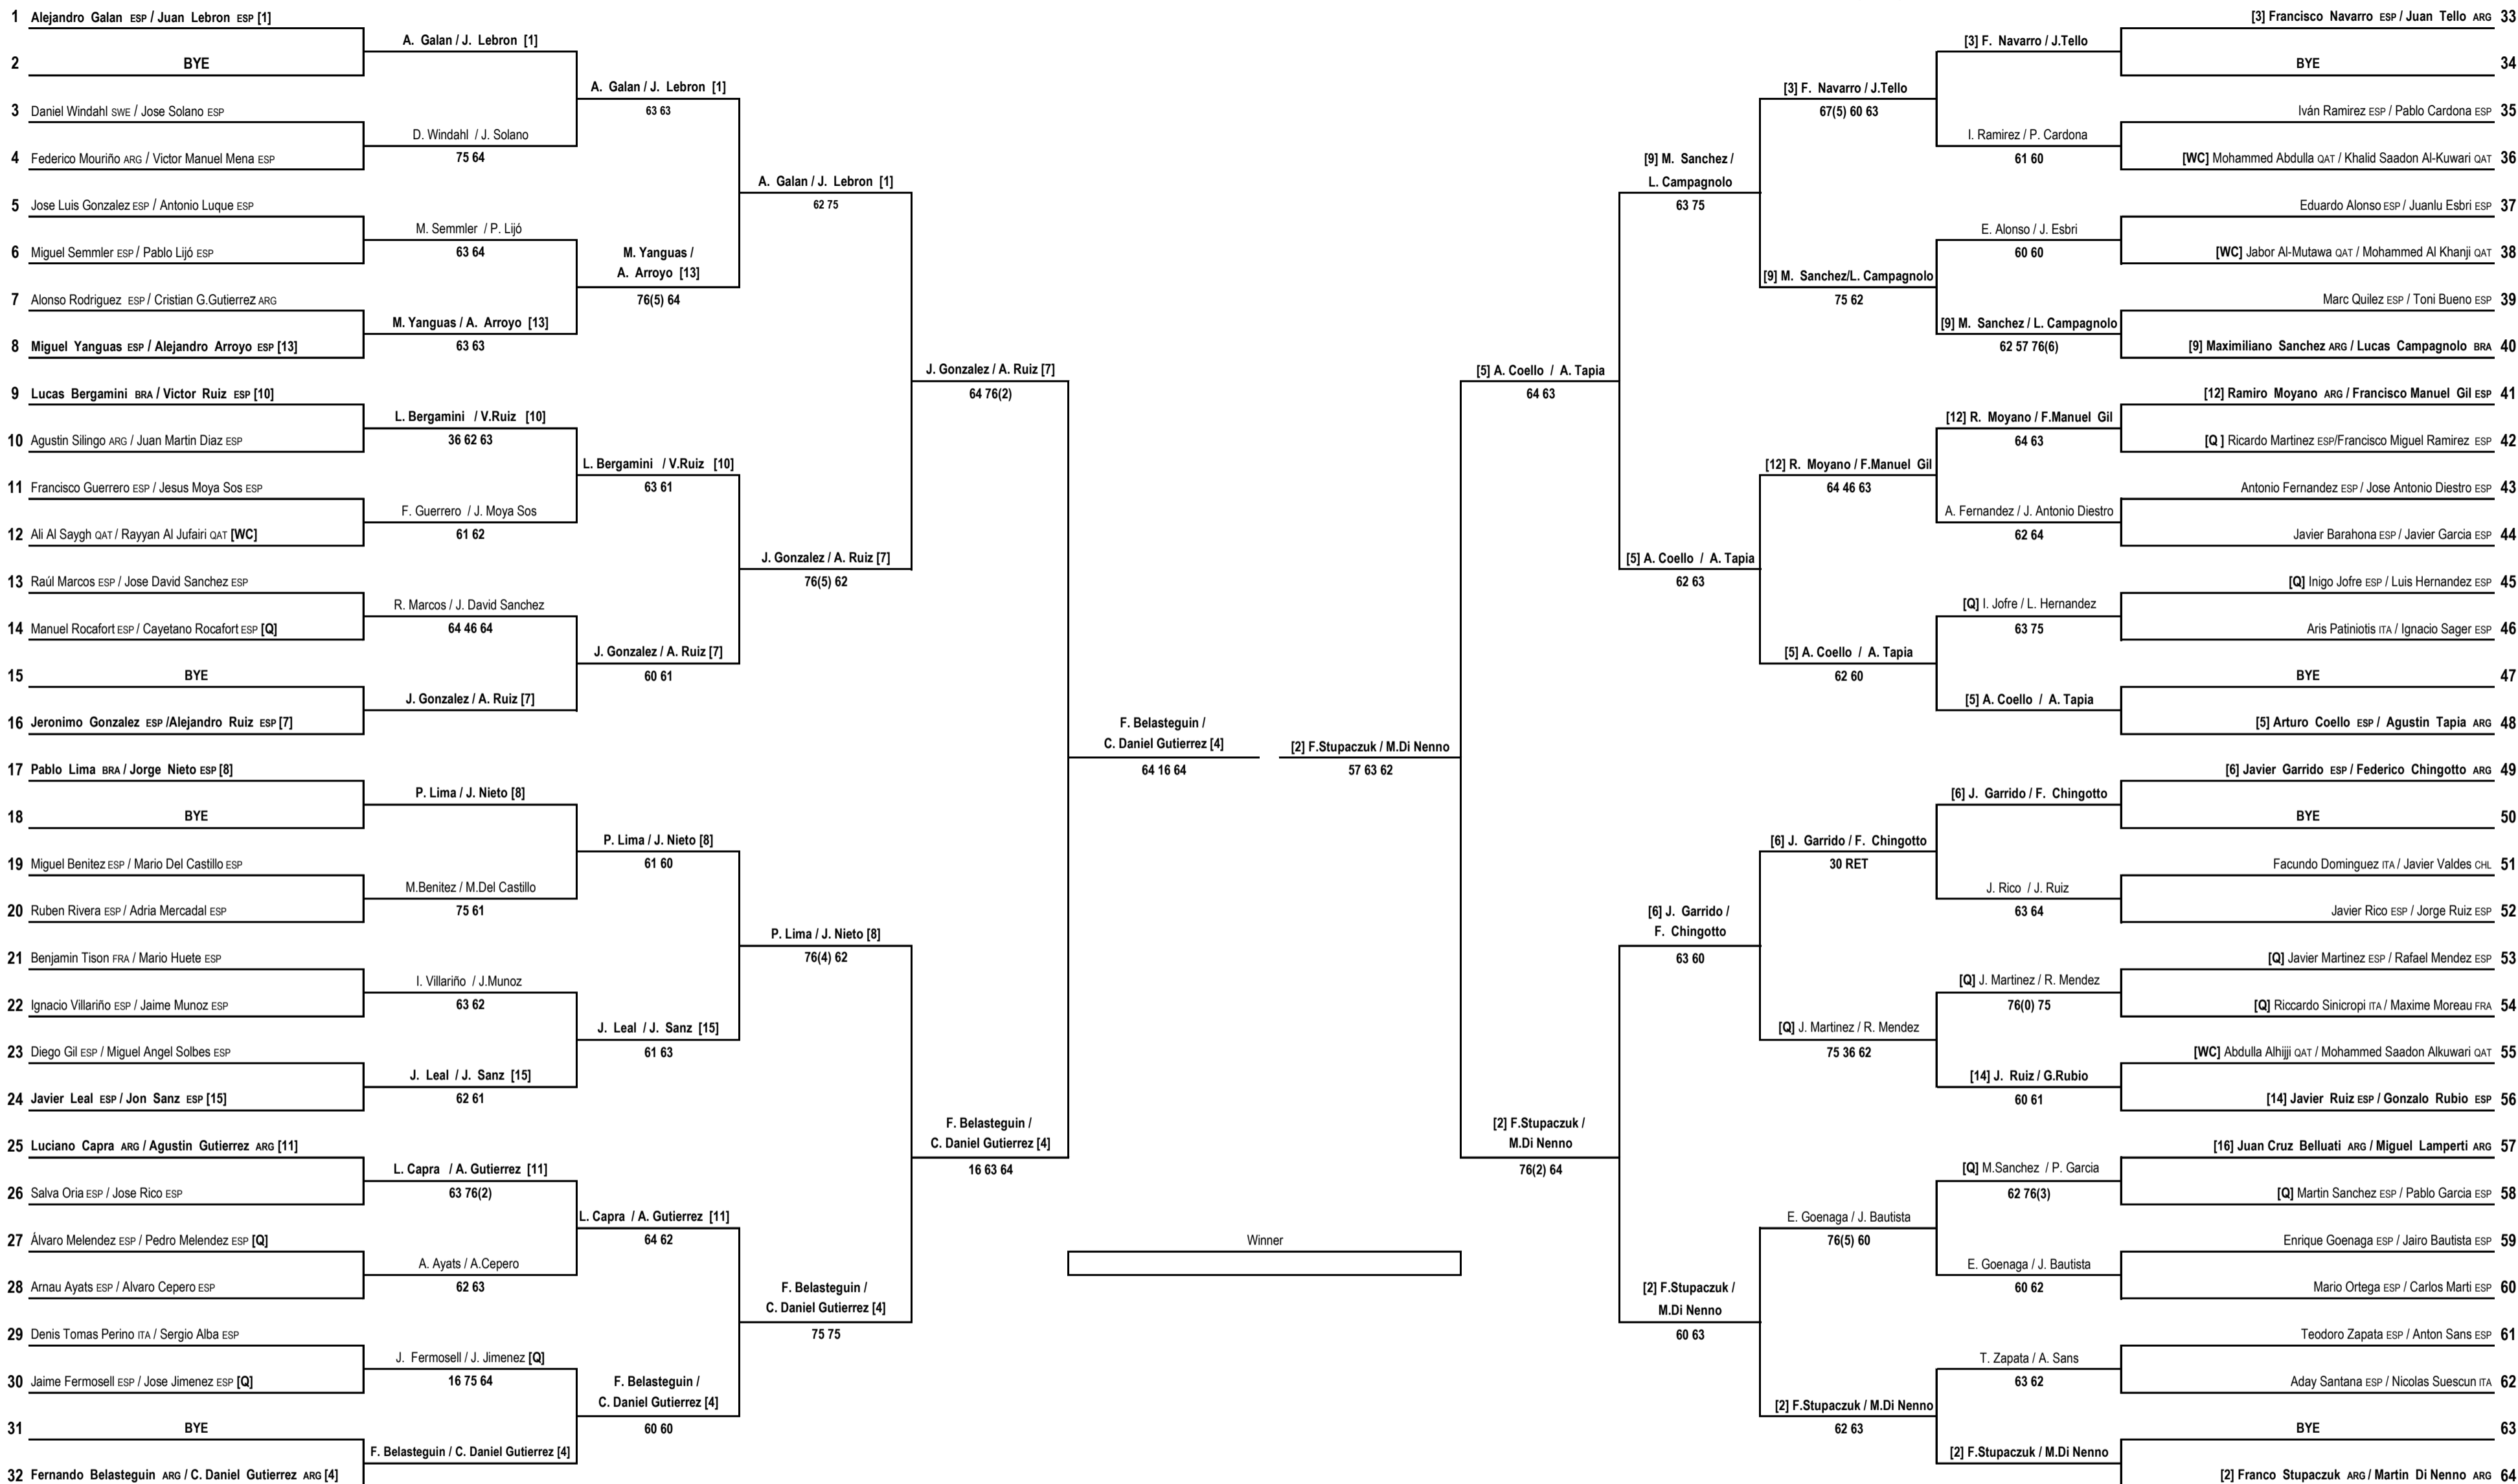 1 Alejandro Galan ESP / Juan Lebron ESP [1]
2 BYE
3 Daniel Windahl SWE / Jose Solano ESP
4 Federico Mouriño ARG / Victor Manuel Mena ESP
5 Jose Luis Gonzalez ESP / Antonio Luque ESP
6 Miguel Semmler ESP / Pablo Lijó ESP
7 Alonso Rodriguez ESP / Cristian G.Gutierrez ARG
8 Miguel Yanguas ESP / Alejandro Arroyo ESP [13]
9 Lucas Bergamini BRA / Victor Ruiz ESP [10]
10 Agustin Silingo ARG / Juan Martin Diaz ESP
11 Francisco Guerrero ESP / Jesus Moya Sos ESP
12 Ali Al Saygh QAT / Rayyan Al Jufairi QAT [WC]
13 Raúl Marcos ESP / Jose David Sanchez ESP
14 Manuel Rocafort ESP / Cayetano Rocafort ESP [Q]
15 BYE
16 Jeronimo Gonzalez ESP /Alejandro Ruiz ESP [7]
17 Pablo Lima BRA / Jorge Nieto ESP [8]
18 BYE
19 Miguel Benitez ESP / Mario Del Castillo ESP
20 Ruben Rivera ESP / Adria Mercadal ESP
21 Benjamin Tison FRA / Mario Huete ESP
22 Ignacio Villariño ESP / Jaime Munoz ESP
23 Diego Gil ESP / Miguel Angel Solbes ESP
24 Javier Leal ESP / Jon Sanz ESP [15]
25 Luciano Capra ARG / Agustin Gutierrez ARG [11]
26 Salva Oria ESP / Jose Rico ESP
27 Álvaro Melendez ESP / Pedro Melendez ESP [Q]
28 Arnau Ayats ESP / Alvaro Cepero ESP
29 Denis Tomas Perino ITA / Sergio Alba ESP
30 Jaime Fermosell ESP / Jose Jimenez ESP [Q]
31 BYE
32 Fernando Belasteguin ARG / C. Daniel Gutierrez ARG [4]
A. Galan / J. Lebron [1]
D. Windahl / J. Solano
75 64
M. Semmler / P. Lijó
63 64
M. Yanguas / A. Arroyo [13]
63 63
L. Bergamini / V.Ruiz [10]
36 62 63
F. Guerrero / J. Moya Sos
61 62
R. Marcos / J. David Sanchez
64 46 64
J. Gonzalez / A. Ruiz [7]
P. Lima / J. Nieto [8]
M.Benitez / M.Del Castillo
75 61
I. Villariño / J.Munoz
63 62
J. Leal / J. Sanz [15]
62 61
L. Capra / A. Gutierrez [11]
63 76(2)
A. Ayats / A.Cepero
62 63
J. Fermosell / J. Jimenez [Q]
16 75 64
F. Belasteguin / C. Daniel Gutierrez [4]
A. Galan / J. Lebron [1]
63 63
M. Yanguas /
A. Arroyo [13]
76(5) 64
L. Bergamini / V.Ruiz [10]
63 61
J. Gonzalez / A. Ruiz [7]
60 61
P. Lima / J. Nieto [8]
61 60
J. Leal / J. Sanz [15]
61 63
L. Capra / A. Gutierrez [11]
64 62
F. Belasteguin /
C. Daniel Gutierrez [4]
60 60
A. Galan / J. Lebron [1]
62 75
J. Gonzalez / A. Ruiz [7]
76(5) 62
P. Lima / J. Nieto [8]
76(4) 62
F. Belasteguin /
C. Daniel Gutierrez [4]
75 75
J. Gonzalez / A. Ruiz [7]
64 76(2)
F. Belasteguin /
C. Daniel Gutierrez [4]
16 63 64
F. Belasteguin /
C. Daniel Gutierrez [4]
64 16 64
Winner
[2] F.Stupaczuk / M.Di Nenno
57 63 62
[5] A. Coello / A. Tapia
64 63
[2] F.Stupaczuk /
M.Di Nenno
76(2) 64
[9] M. Sanchez /
L. Campagnolo
63 75
[5] A. Coello / A. Tapia
62 63
[6] J. Garrido /
F. Chingotto
63 60
[2] F.Stupaczuk /
M.Di Nenno
60 63
[3] F. Navarro / J.Tello
67(5) 60 63
[9] M. Sanchez/L. Campagnolo
75 62
[12] R. Moyano / F.Manuel Gil
64 46 63
[5] A. Coello / A. Tapia
62 60
[6] J. Garrido / F. Chingotto
30 RET
[Q] J. Martinez / R. Mendez
75 36 62
E. Goenaga / J. Bautista
76(5) 60
[2] F.Stupaczuk / M.Di Nenno
62 63
[3] F. Navarro / J.Tello
I. Ramirez / P. Cardona
61 60
E. Alonso / J. Esbri
60 60
[9] M. Sanchez / L. Campagnolo
62 57 76(6)
[12] R. Moyano / F.Manuel Gil
64 63
A. Fernandez / J. Antonio Diestro
62 64
[Q] I. Jofre / L. Hernandez
63 75
[5] A. Coello / A. Tapia
[6] J. Garrido / F. Chingotto
J. Rico / J. Ruiz
63 64
[Q] J. Martinez / R. Mendez
76(0) 75
[14] J. Ruiz / G.Rubio
60 61
[Q] M.Sanchez / P. Garcia
62 76(3)
E. Goenaga / J. Bautista
60 62
T. Zapata / A. Sans
63 62
[2] F.Stupaczuk / M.Di Nenno
[3] Francisco Navarro ESP / Juan Tello ARG 33
BYE 34
Iván Ramirez ESP / Pablo Cardona ESP 35
[WC] Mohammed Abdulla QAT / Khalid Saadon Al-Kuwari QAT 36
Eduardo Alonso ESP / Juanlu Esbri ESP 37
[WC] Jabor Al-Mutawa QAT / Mohammed Al Khanji QAT 38
Marc Quilez ESP / Toni Bueno ESP 39
[9] Maximiliano Sanchez ARG / Lucas Campagnolo BRA 40
[12] Ramiro Moyano ARG / Francisco Manuel Gil ESP 41
[Q ] Ricardo Martinez ESP/Francisco Miguel Ramirez ESP 42
Antonio Fernandez ESP / Jose Antonio Diestro ESP 43
Javier Barahona ESP / Javier Garcia ESP 44
[Q] Inigo Jofre ESP / Luis Hernandez ESP 45
Aris Patiniotis ITA / Ignacio Sager ESP 46
BYE 47
[5] Arturo Coello ESP / Agustin Tapia ARG 48
[6] Javier Garrido ESP / Federico Chingotto ARG 49
BYE 50
Facundo Dominguez ITA / Javier Valdes CHL 51
Javier Rico ESP / Jorge Ruiz ESP 52
[Q] Javier Martinez ESP / Rafael Mendez ESP 53
[Q] Riccardo Sinicropi ITA / Maxime Moreau FRA 54
[WC] Abdulla Alhijji QAT / Mohammed Saadon Alkuwari QAT 55
[14] Javier Ruiz ESP / Gonzalo Rubio ESP 56
[16] Juan Cruz Belluati ARG / Miguel Lamperti ARG 57
[Q] Martin Sanchez ESP / Pablo Garcia ESP 58
Enrique Goenaga ESP / Jairo Bautista ESP 59
Mario Ortega ESP / Carlos Marti ESP 60
Teodoro Zapata ESP / Anton Sans ESP 61
Aday Santana ESP / Nicolas Suescun ITA 62
BYE 63
[2] Franco Stupaczuk ARG / Martin Di Nenno ARG 64